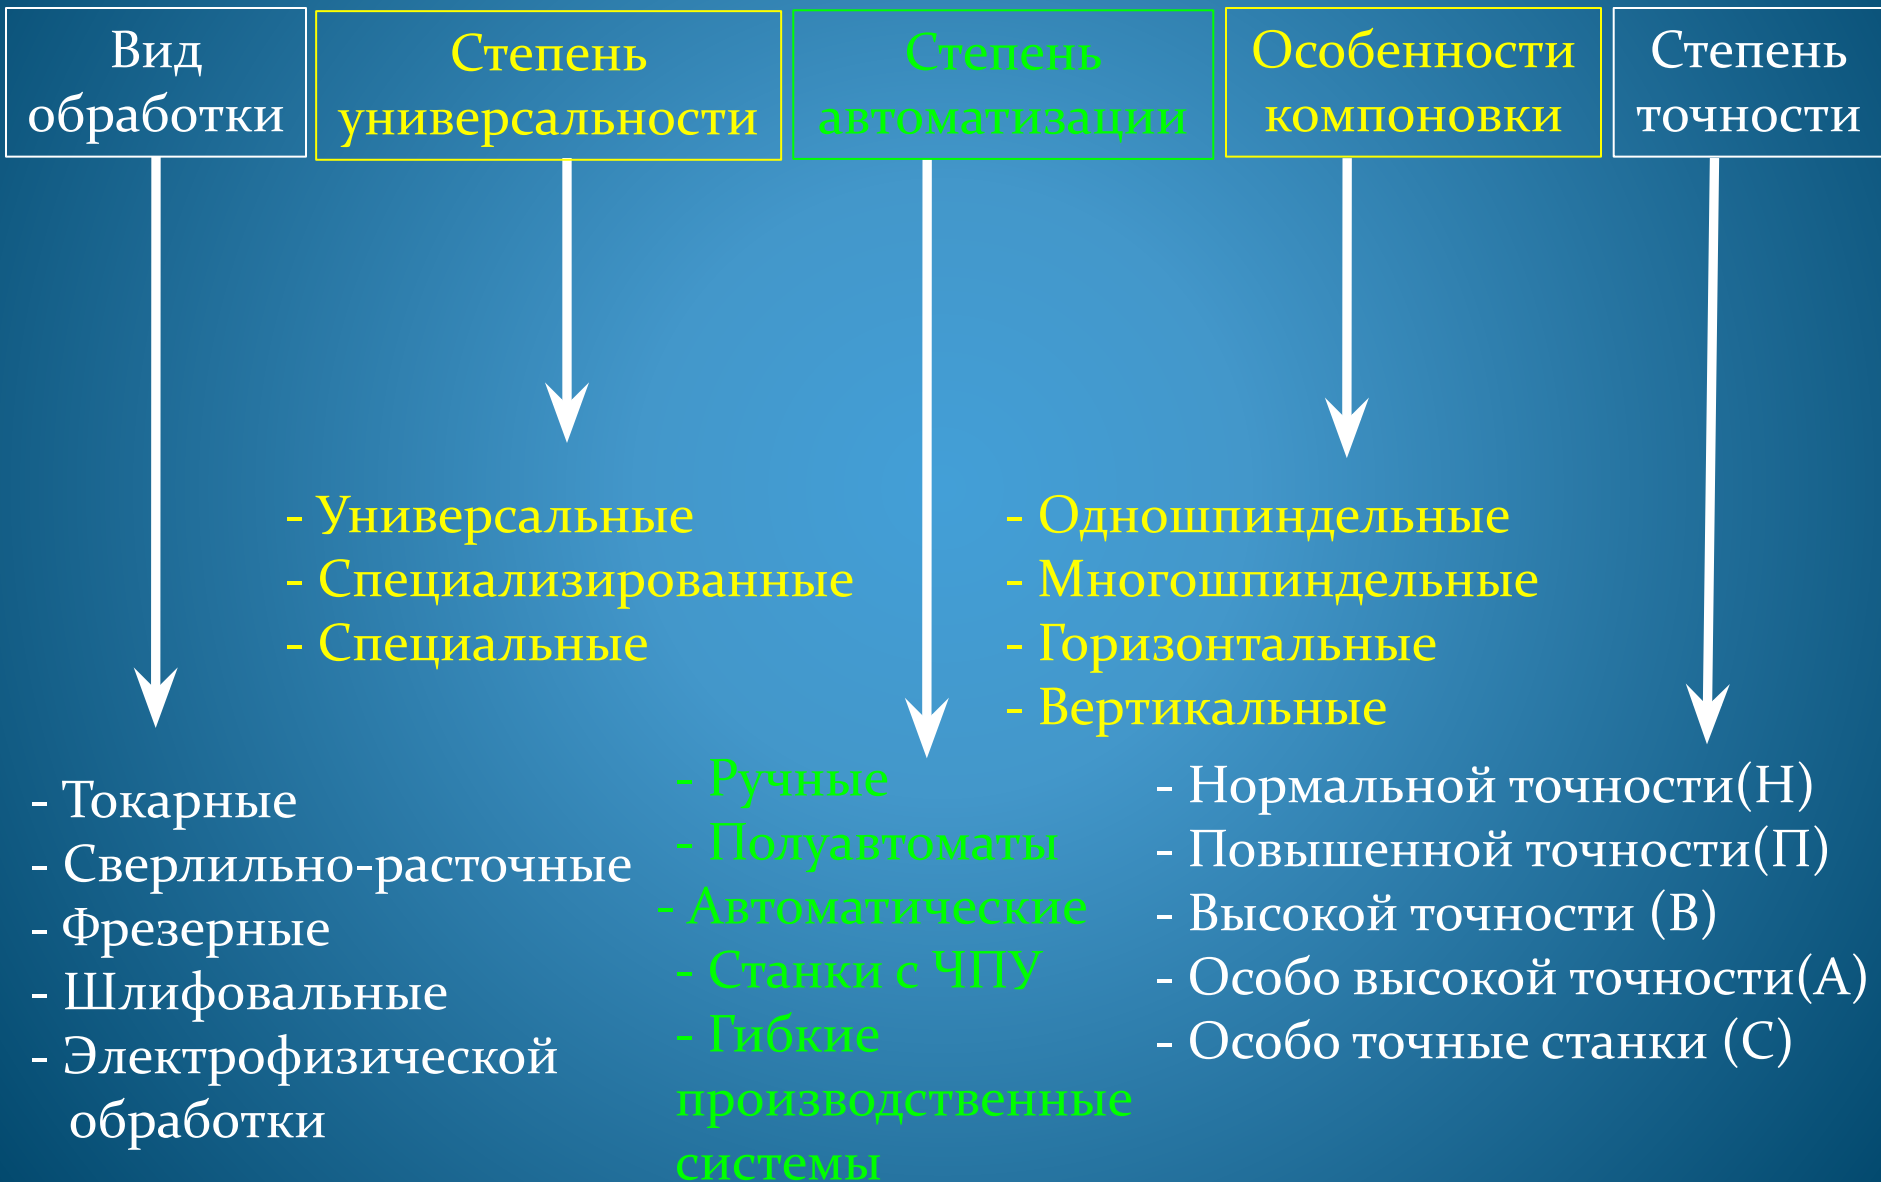 Вид
обработки
Степень
универсальности
Степень
автоматизации
Особенности
компоновки
Степень
точности
- Универсальные
- Специализированные
- Специальные
- Одношпиндельные
- Многошпиндельные
- Горизонтальные
- Вертикальные
- Токарные
- Сверлильно-расточные
- Фрезерные
- Шлифовальные
- Электрофизической
обработки
- Ручные
- Полуавтоматы
- Автоматические
- Станки с ЧПУ
- Гибкие
производственные
системы
- Нормальной точности(Н)
- Повышенной точности(П)
- Высокой точности (В)
- Особо высокой точности(А)
- Особо точные станки (С)